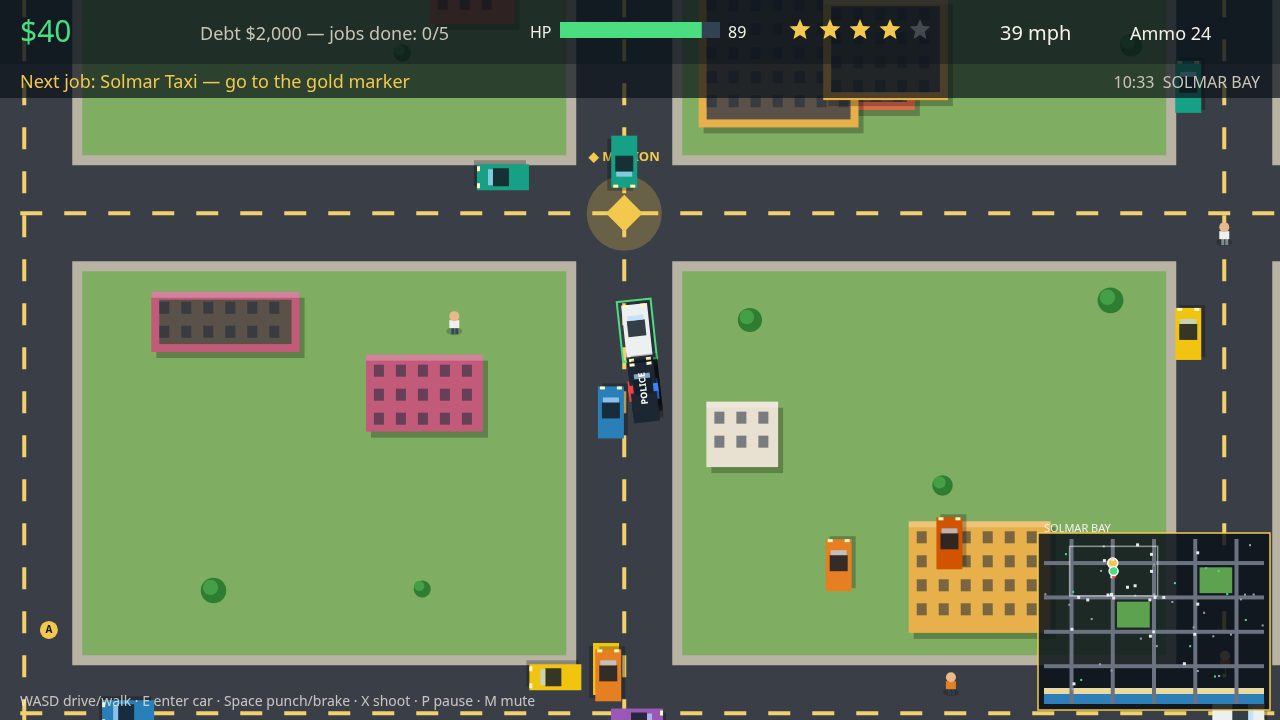 $40
Debt $2,000 — jobs done: 0/5
HP
89
39 mph
Ammo 24
Next job: Solmar Taxi — go to the gold marker
10:33 SOLMAR BAY
POLICE
SOLMAR BAY
A
WASD drive/walk · E enter car · Space punch/brake · X shoot · P pause · M mute